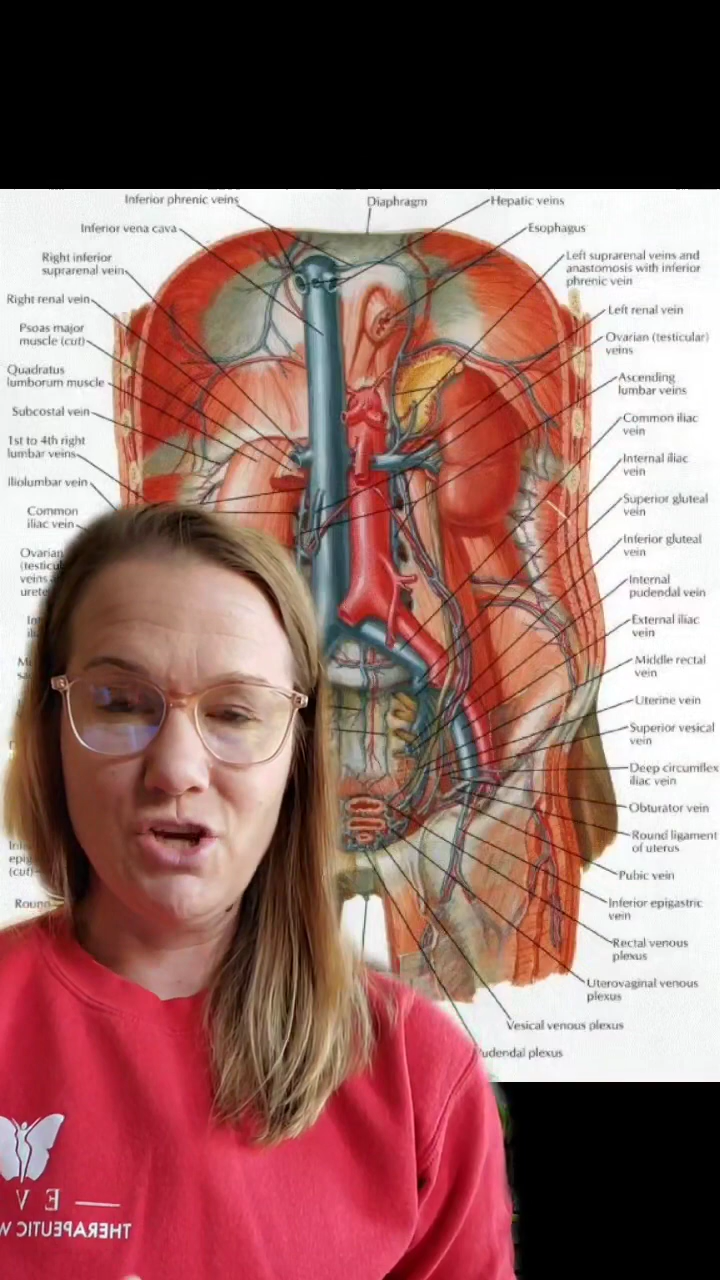 Inferior phrenic veins
Diaphragm
Hepatic veins
Inferior vena cava
Esophagus
Right inferior
suprarenal vein
Left suprarenal veins and
anastomosis with inferior
phrenic vein
Right renal vein
Left renal vein
Psoas major
muscle (cut)
Ovarian (testicular)
veins
Quadratus
lumborum muscle
Ascending
lumbar veins
Subcostal vein
Common iliac
vein
1st to 4th right
lumbar veins
Internal iliac
vein
Iliolumbar vein
Superior gluteal
vein
Common
iliac vein
Inferior gluteal
vein
Ovarian
veins
Internal
pudendal vein
External iliac
vein
Middle rectal
vein
Uterine vein
Superior vesical
vein
Deep circumflex
iliac vein
Obturator vein
(cut)
Round ligament
of uterus
Pubic vein
Round
Inferior epigastric
vein
Rectal venous
plexus
Uterovaginal venous
plexus
Vesical venous plexus
plexus
E V
THERAPEUTIC W